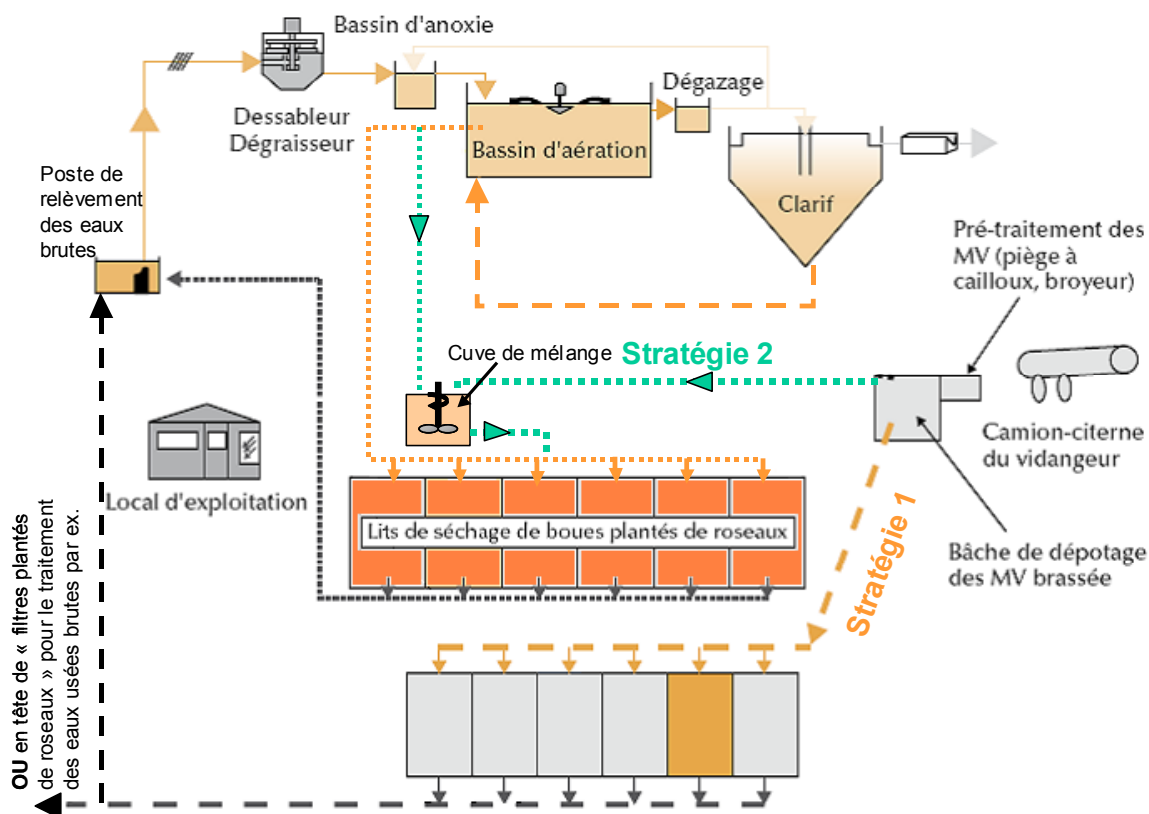 Bassin d'anoxie
Dessableur
Dégraisseur
Dégazage
Bassin d'aération
Clarif
Poste de
relèvement
des eaux
brutes
Pré-traitement des
MV (piège à
cailloux, broyeur)
Cuve de mélange
Stratégie 2
Camion-citerne
du vidangeur
Local d'exploitation
Lits de séchage de boues plantés de roseaux
Stratégie 1
Bâche de dépotage
des MV brassée
OU en tête de « filtres plantés
de roseaux » pour le traitement
des eaux usées brutes par ex.